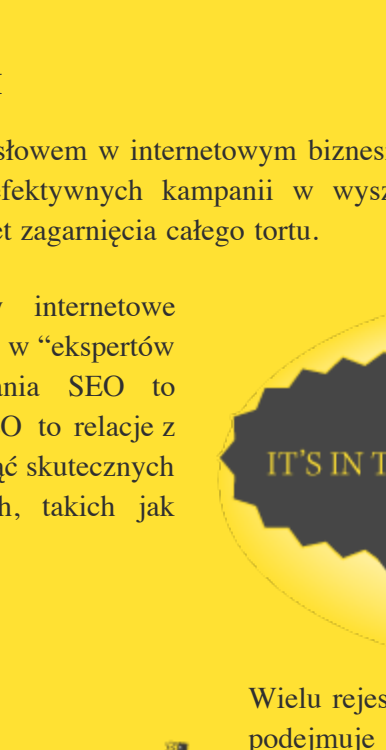 słowem w internetowym biznes
efektywnych kampanii w wysz
et zagarnięcia całego tortu.
internetowe
w “ekspertów
ania SEO to
O to relacje z
ąć skutecznych
h, takich jak
IT’S IN T
Wielu rejes
podejmuje